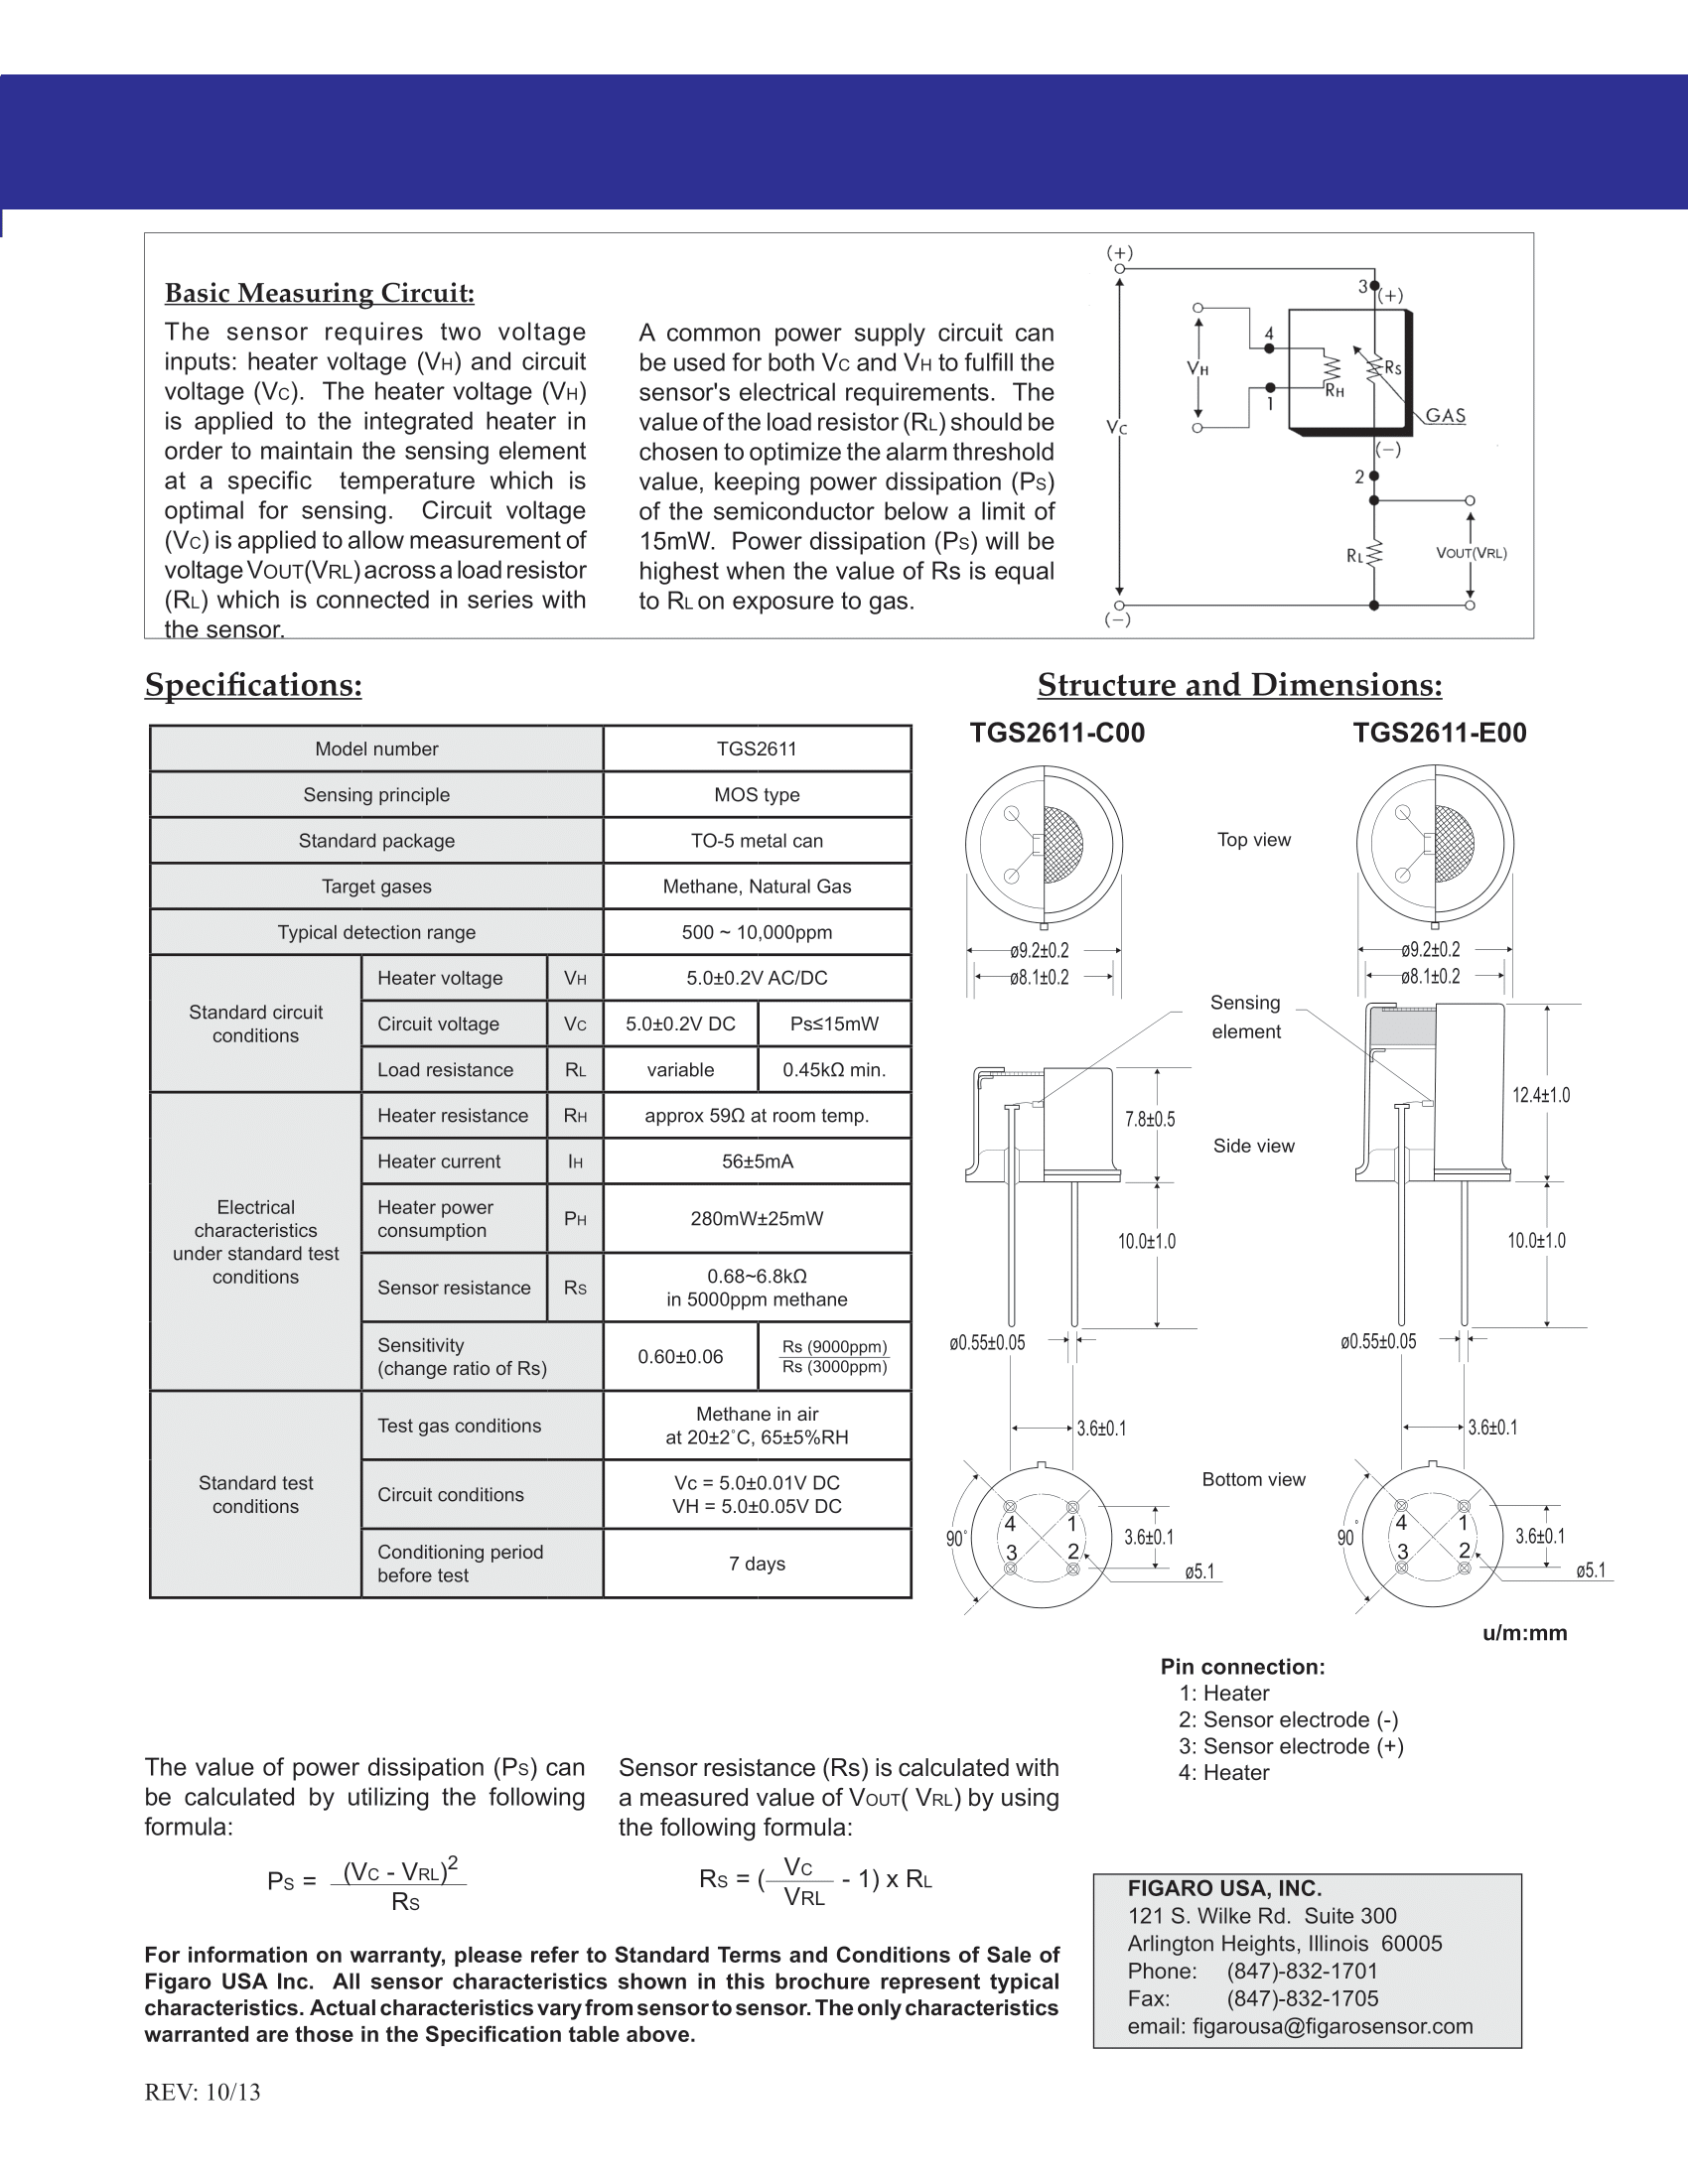 Basic Measuring Circuit:
The sensor requires two voltage
inputs: heater voltage (VH) and circuit
voltage (VC).  The heater voltage (VH)
is applied to the integrated heater in
order to maintain the sensing element
at a specific  temperature which is
optimal for sensing.  Circuit voltage
(VC) is applied to allow measurement of
voltage VOUT(VRL) across a load resistor
(RL) which is connected in series with
the sensor.
A common power supply circuit can
be used for both VC and VH to fulfill the
sensor's electrical requirements.  The
value of the load resistor (RL) should be
chosen to optimize the alarm threshold
value, keeping power dissipation (PS)
of the semiconductor below a limit of
15mW.  Power dissipation (PS) will be
highest when the value of Rs is equal
to RL on exposure to gas.
(+)
3
(+)
4
VH
RH
RS
1
GAS
VC
(−)
2
RL
VOUT(VRL)
(−)
Specifications:
Model number
TGS2611
Sensing principle
MOS type
Standard package
TO-5 metal can
Target gases
Methane, Natural Gas
Typical detection range
500 ~ 10,000ppm
Standard circuit
conditions
Heater voltage
VH
5.0±0.2V AC/DC
Circuit voltage
VC
5.0±0.2V DC
Ps≤15mW
Load resistance
RL
variable
0.45kΩ min.
Electrical
characteristics
under standard test
conditions
Heater resistance
RH
approx 59Ω at room temp.
Heater current
IH
56±5mA
Heater power
consumption
PH
280mW±25mW
Sensor resistance
RS
0.68~6.8kΩ
in 5000ppm methane
Sensitivity
(change ratio of Rs)
0.60±0.06
Rs (9000ppm)
Rs (3000ppm)
Standard test
conditions
Test gas conditions
Methane in air
at 20±2˚C, 65±5%RH
Circuit conditions
Vc = 5.0±0.01V DC
VH = 5.0±0.05V DC
Conditioning period
before test
7 days
Structure and Dimensions:
TGS2611-C00
TGS2611-E00
Top view
ø9.2±0.2
ø8.1±0.2
ø9.2±0.2
ø8.1±0.2
Sensing
element
7.8±0.5
12.4±1.0
Side view
10.0±1.0
10.0±1.0
ø0.55±0.05
ø0.55±0.05
3.6±0.1
3.6±0.1
Bottom view
90˚
4
1
3
2
3.6±0.1
ø5.1
90˚
4
1
3
2
3.6±0.1
ø5.1
u/m:mm
Pin connection:
1: Heater
2: Sensor electrode (-)
3: Sensor electrode (+)
4: Heater
The value of power dissipation (PS) can
be calculated by utilizing the following
formula:
PS = (VC - VRL)2
RS
Sensor resistance (Rs) is calculated with
a measured value of VOUT( VRL) by using
the following formula:
RS = ( VC
VRL - 1) x RL
For information on warranty, please refer to Standard Terms and Conditions of Sale of
Figaro USA Inc.  All sensor characteristics shown in this brochure represent typical
characteristics. Actual characteristics vary from sensor to sensor. The only characteristics
warranted are those in the Specification table above.
FIGARO USA, INC.
121 S. Wilke Rd.  Suite 300
Arlington Heights, Illinois  60005
Phone: (847)-832-1701
Fax: (847)-832-1705
email: figarousa@figarosensor.com
REV: 10/13